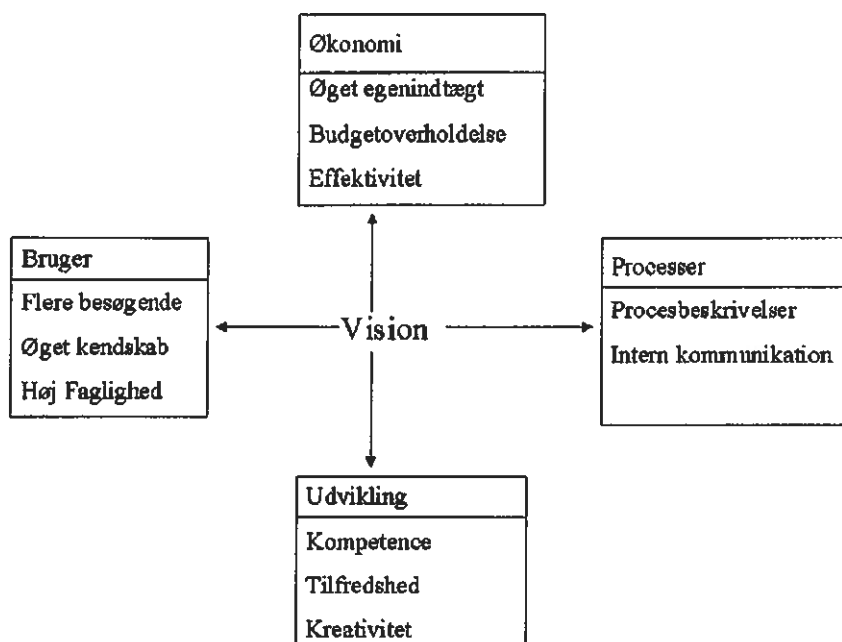 Økonomi
Øget egenindtægt
Budgetoverholdelse
Effektivitet
Bruger
Flere besøgende
Øget kendskab
Høj Faglighed
Vision
Processer
Procesbeskrivelser
Intern kommunikation
Udvikling
Kompetence
Tilfredshed
Kreativitet